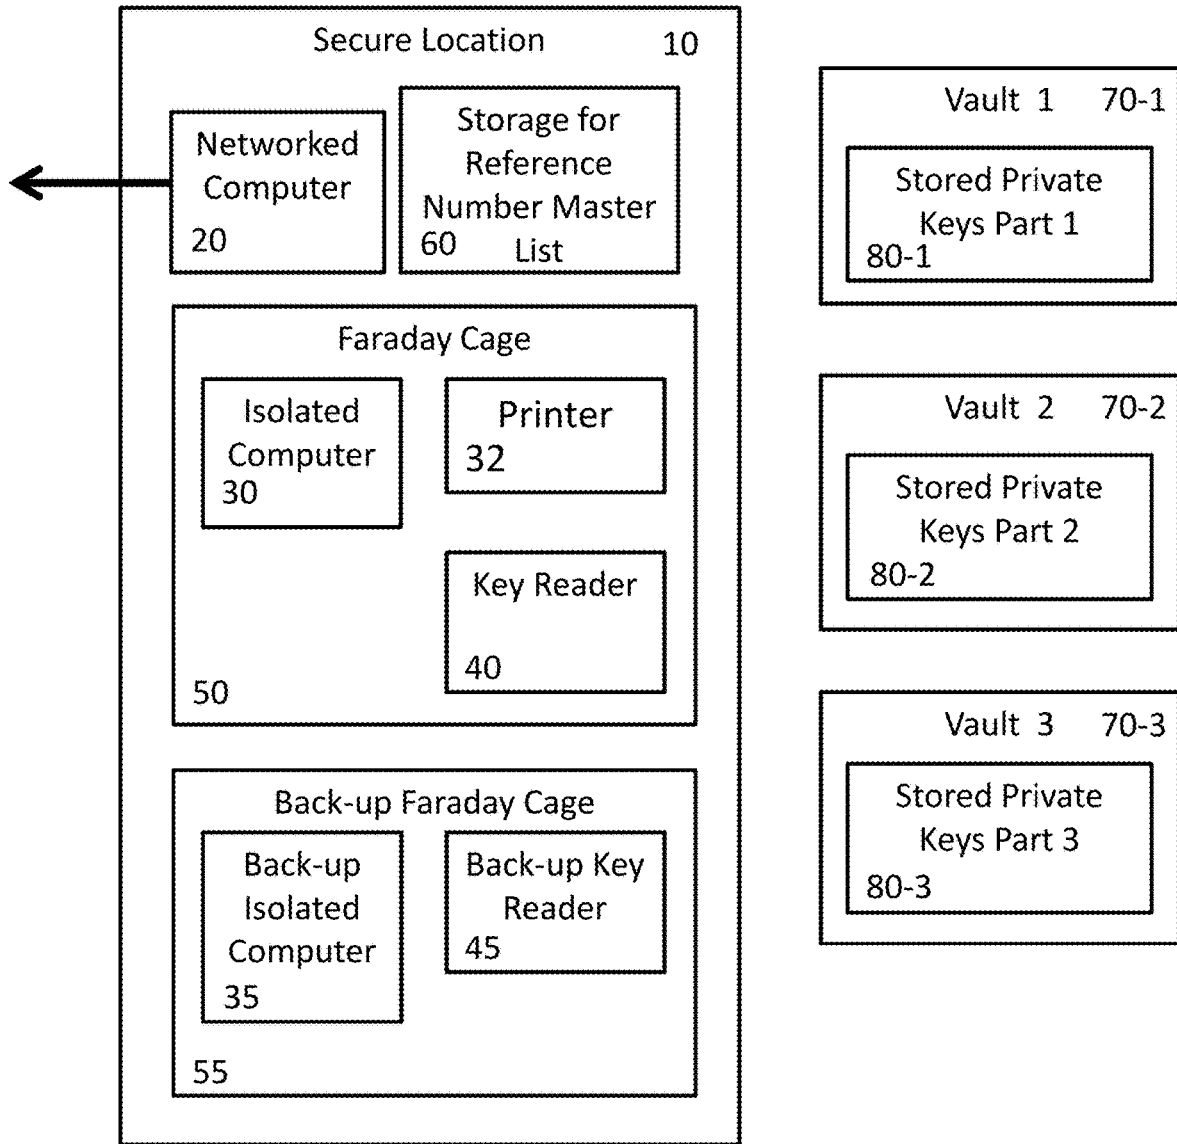 Secure Location 10
Networked
Computer
20
Storage for
Reference
Number Master
60 List
Faraday Cage
Isolated
Computer
30
Printer
32
Key Reader
40
50
Back-up Faraday Cage
Back-up
Isolated
Computer
35
Back-up Key
Reader
45
55
Vault 1 70-1
Stored Private
Keys Part 1
80-1
Vault 2 70-2
Stored Private
Keys Part 2
80-2
Vault 3 70-3
Stored Private
Keys Part 3
80-3